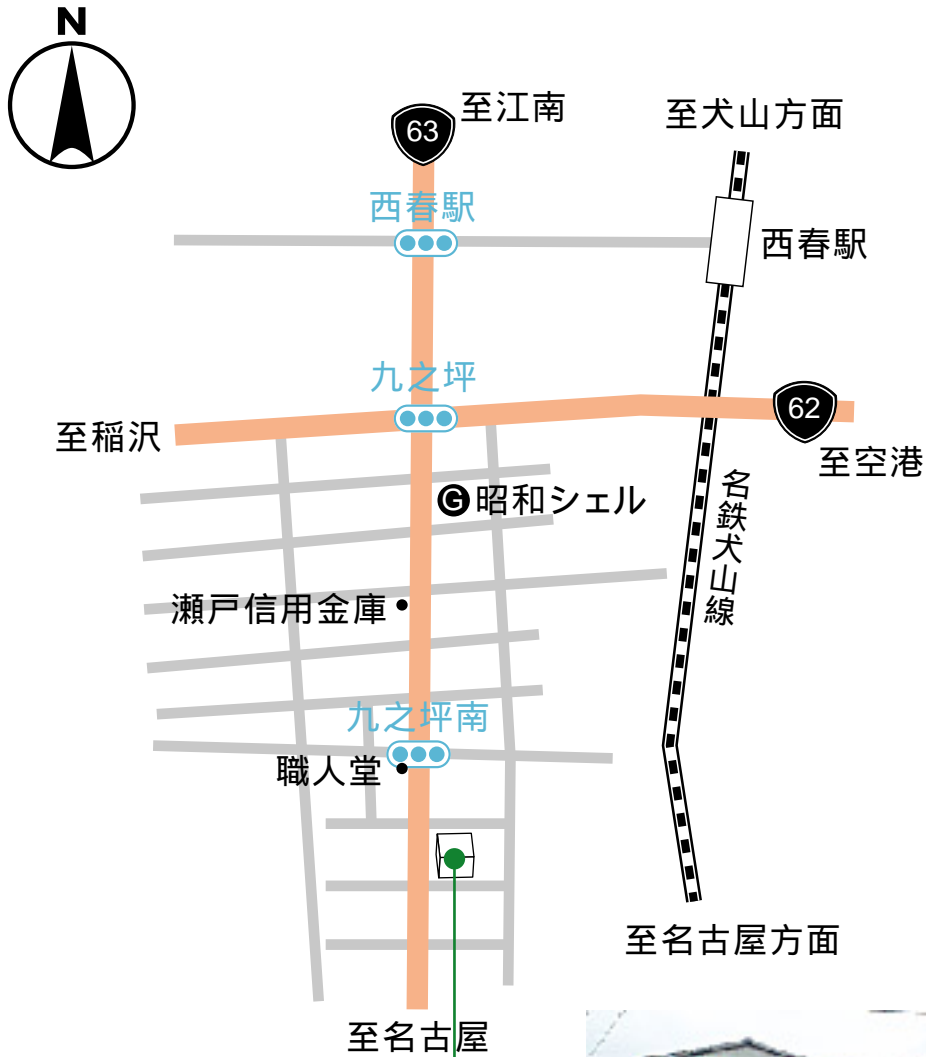 N
63
至江南
至犬山方面
西春駅
西春駅
九之坪
62
至稲沢
至空港
G昭和シェル
名鉄犬山線
瀬戸信用金庫
九之坪南
職人堂
至名古屋方面
至名古屋